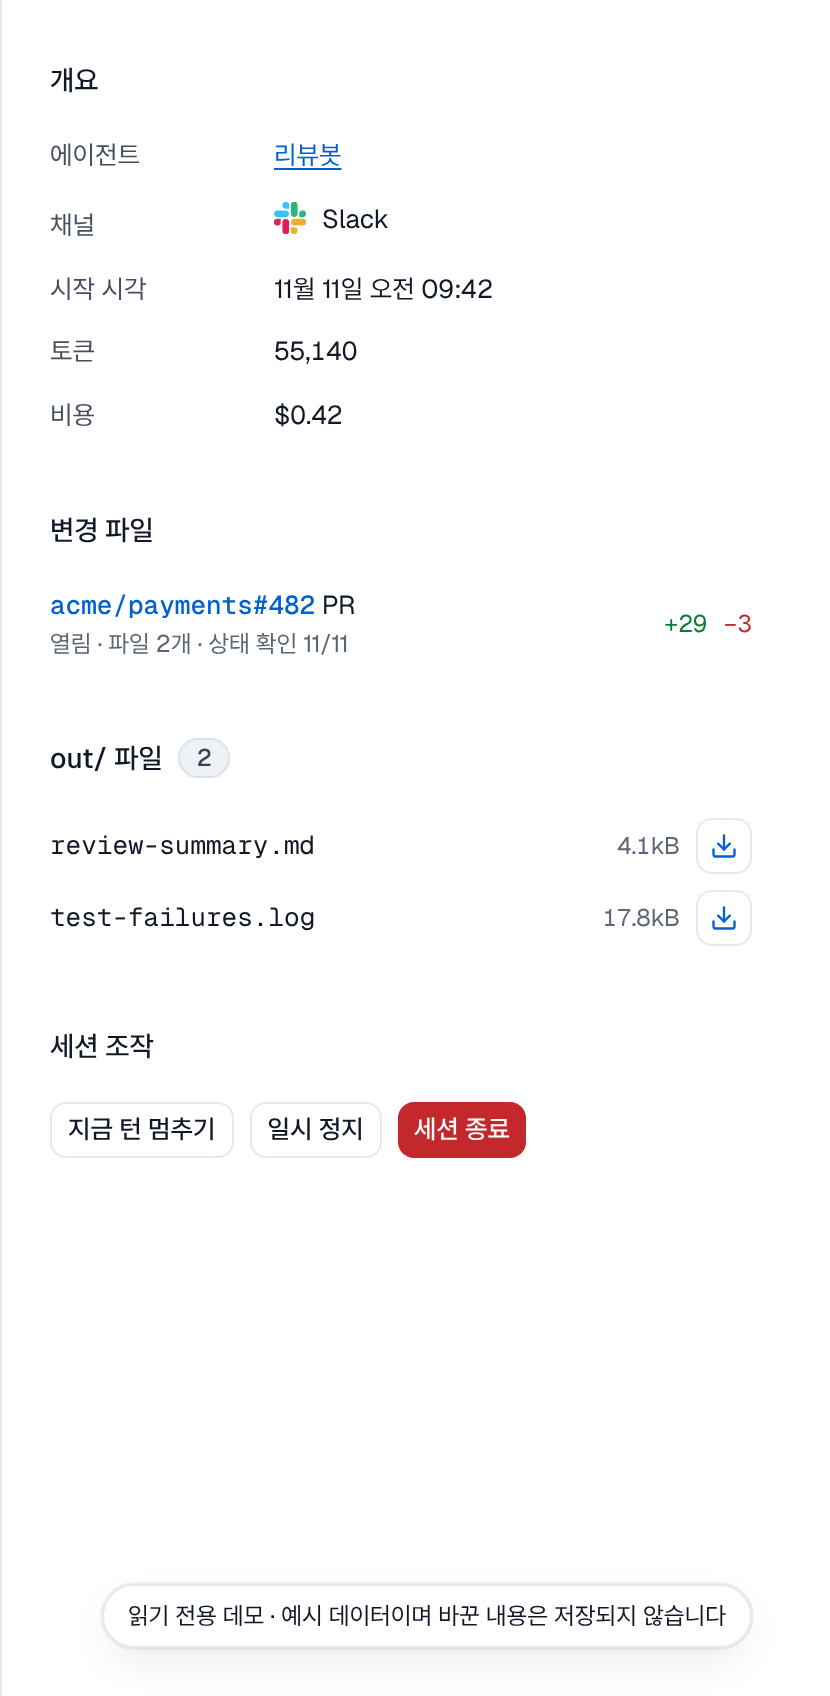 개요
에이전트 리뷰봇
채널 Slack
시작 시각 11월 11일 오전 09:42
토큰 55,140
비용 $0.42
변경 파일
acme/payments#482 PR
열림 · 파일 2개 · 상태 확인 11/11
+29 −3
out/ 파일 2
review-summary.md 4.1kB
test-failures.log 17.8kB
세션 조작
지금 턴 멈추기 일시 정지 세션 종료
읽기 전용 데모 · 예시 데이터이며 바꾼 내용은 저장되지 않습니다